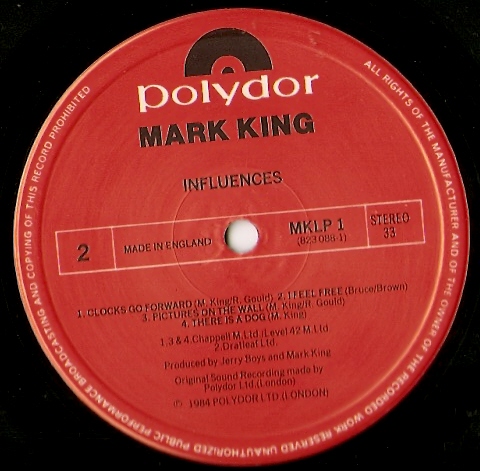 polydor
MARK KING
INFLUENCES
2
MADE IN ENGLAND
MKLP 1
(823 088-1)
STEREO
33
1. CLOCKS GO FORWARD (M. King/R. Gould) 2. I FEEL FREE (Bruce/Brown)
3. PICTURES ON THE WALL (M. King/R. Gould)
4. THERE IS A DOG (M. King)
1.3 & 4. Chappell M. Ltd./Level 42 M. Ltd.
2. Dratleaf Ltd.
Produced by Jerry Boys and Mark King
Original Sound Recording made by
Polydor Ltd. (London)
℗ 1984 POLYDOR LTD (LONDON)
ALL RIGHTS OF THE MANUFACTURER AND OF THE OWNER OF THE RECORDED WORK RESERVED UNAUTHORIZED PUBLIC PERFORMANCE BROADCASTING AND COPYING OF THIS RECORD PROHIBITED